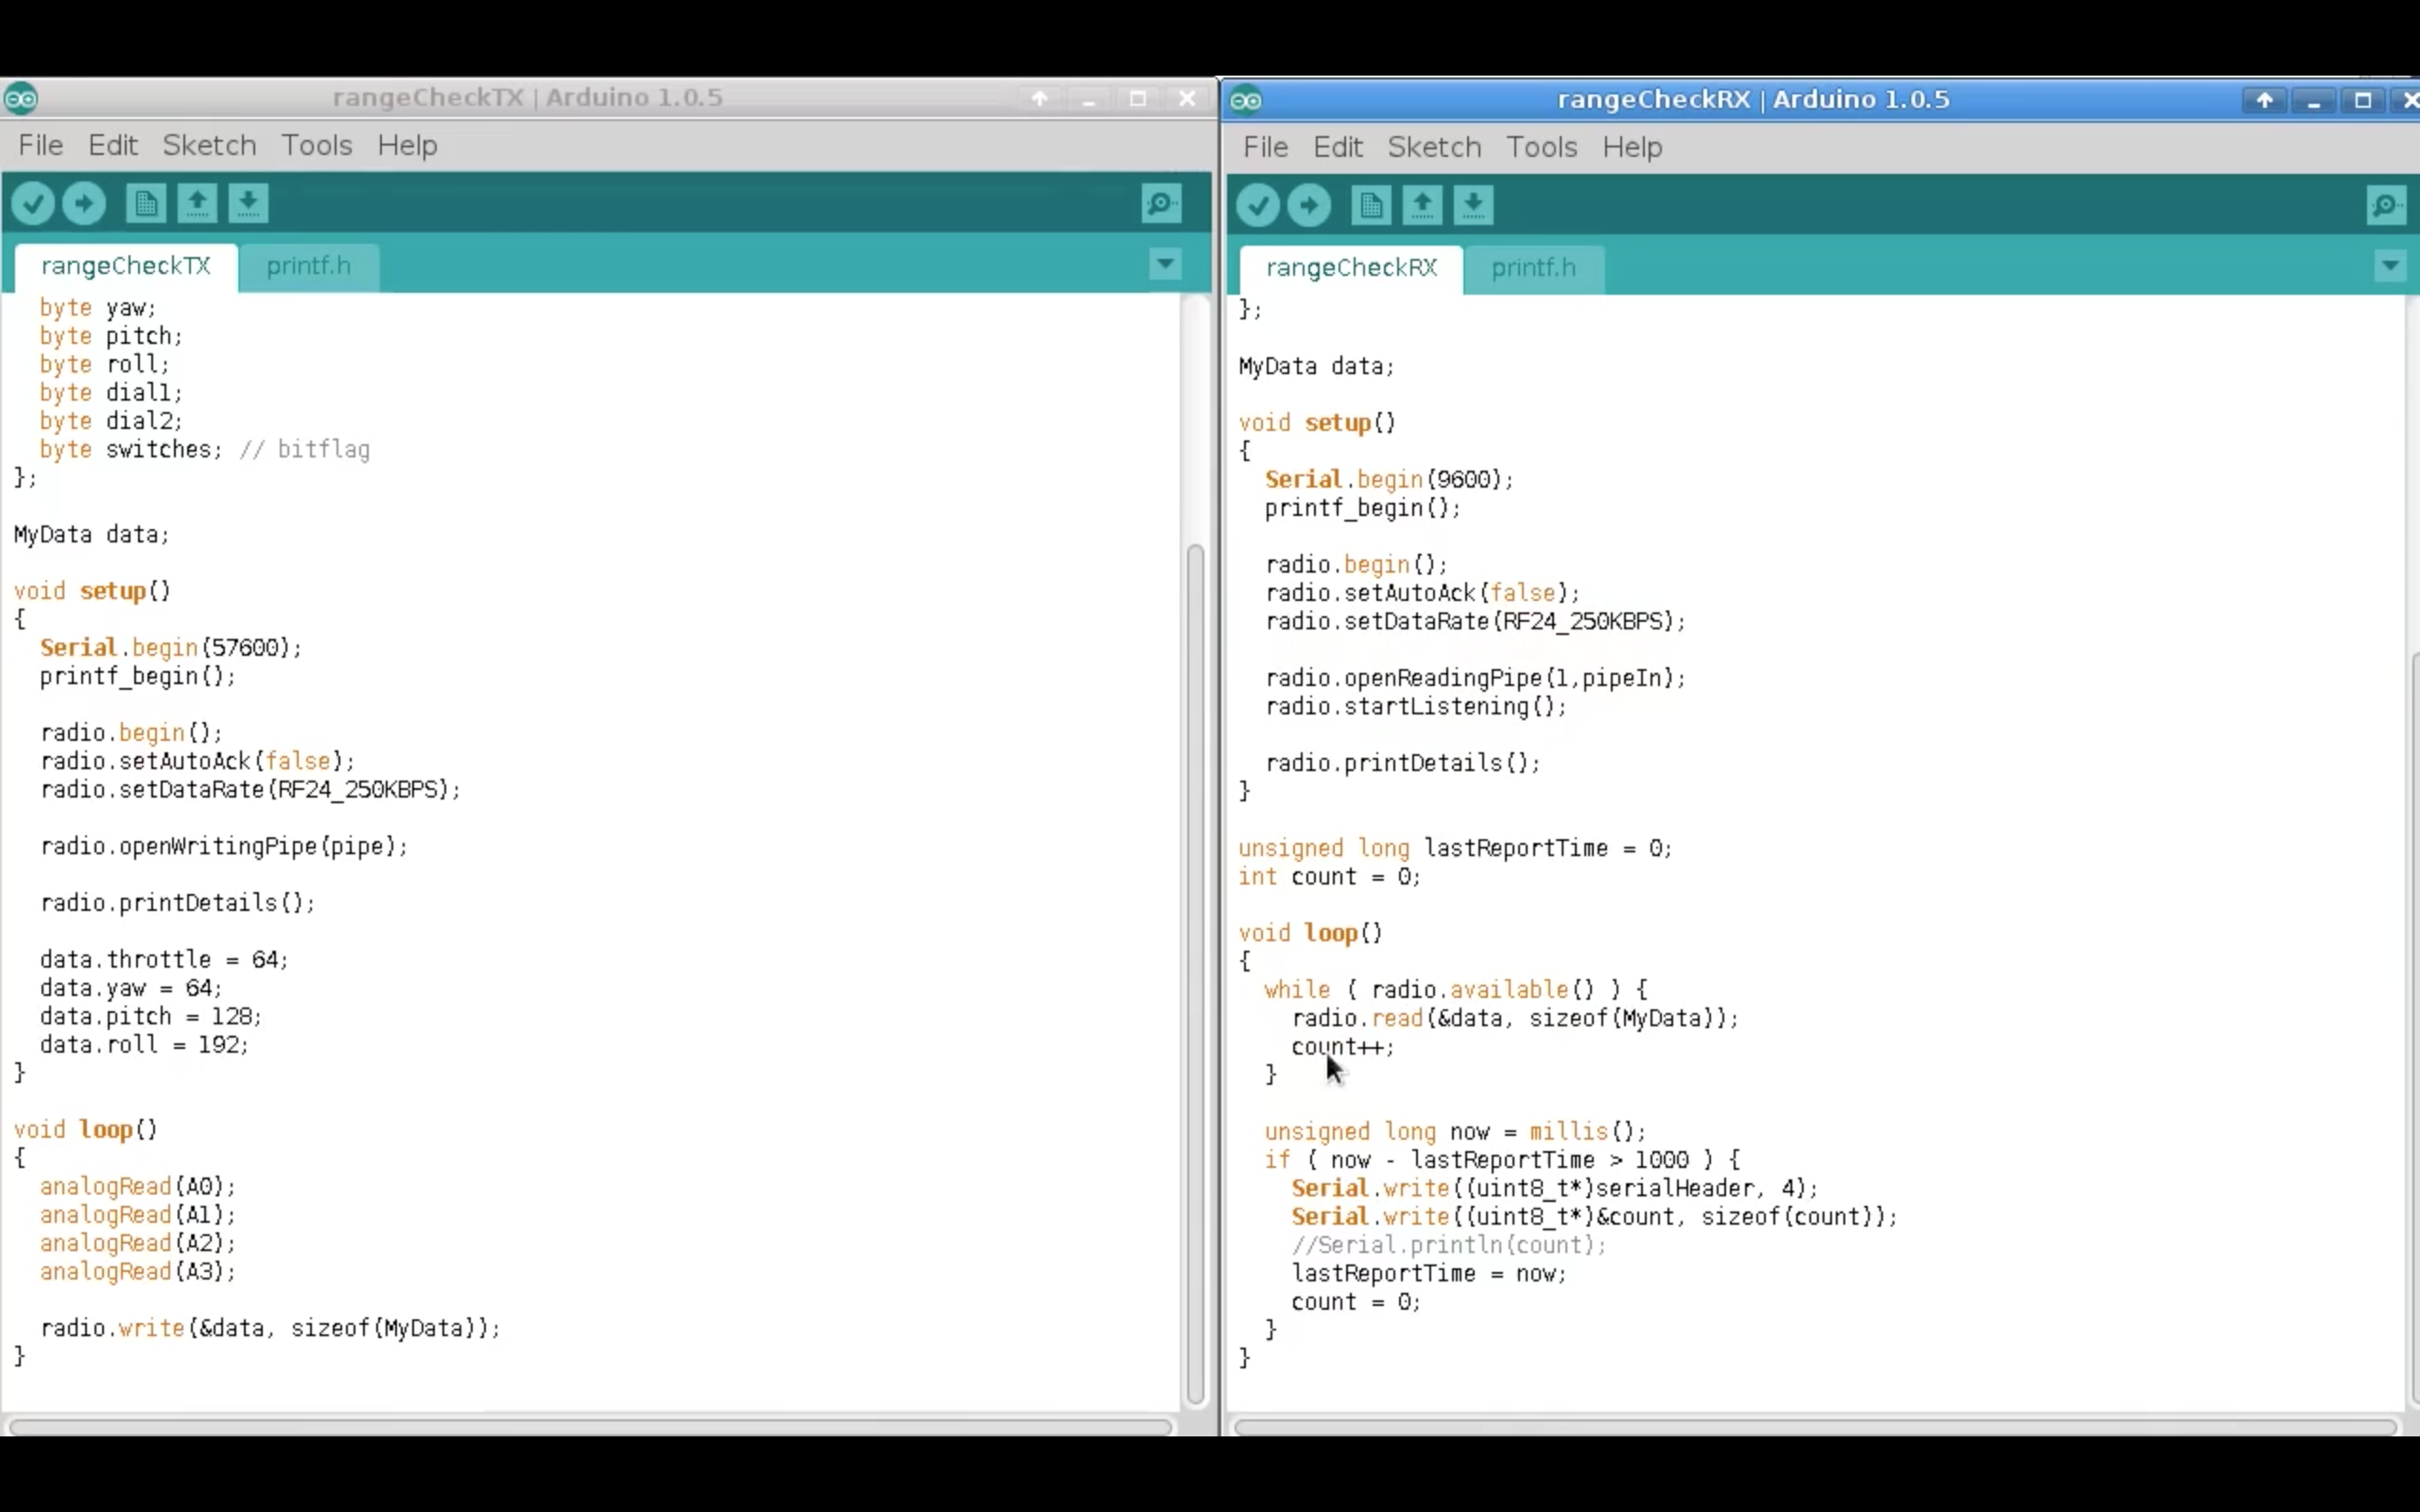 rangeCheckTX | Arduino 1.0.5
File Edit Sketch Tools Help
rangeCheckTX printf.h
  byte yaw;
  byte pitch;
  byte roll;
  byte dial1;
  byte dial2;
  byte switches; // bitflag
};
MyData data;
void setup()
{
  Serial.begin(57600);
  printf_begin();
  radio.begin();
  radio.setAutoAck(false);
  radio.setDataRate(RF24_250KBPS);
  radio.openWritingPipe(pipe);
  radio.printDetails();
  data.throttle = 64;
  data.yaw = 64;
  data.pitch = 128;
  data.roll = 192;
}
void loop()
{
  analogRead(A0);
  analogRead(A1);
  analogRead(A2);
  analogRead(A3);
  radio.write(&data, sizeof(MyData));
}
rangeCheckRX | Arduino 1.0.5
File Edit Sketch Tools Help
rangeCheckRX printf.h
};
MyData data;
void setup()
{
  Serial.begin(9600);
  printf_begin();
  radio.begin();
  radio.setAutoAck(false);
  radio.setDataRate(RF24_250KBPS);
  radio.openReadingPipe(1,pipeIn);
  radio.startListening();
  radio.printDetails();
}
unsigned long lastReportTime = 0;
int count = 0;
void loop()
{
  while ( radio.available() ) {
    radio.read(&data, sizeof(MyData));
    count++;
  }
  unsigned long now = millis();
  if ( now - lastReportTime > 1000 ) {
    Serial.write((uint8_t*)serialHeader, 4);
    Serial.write((uint8_t*)&count, sizeof(count));
    //Serial.println(count);
    lastReportTime = now;
    count = 0;
  }
}